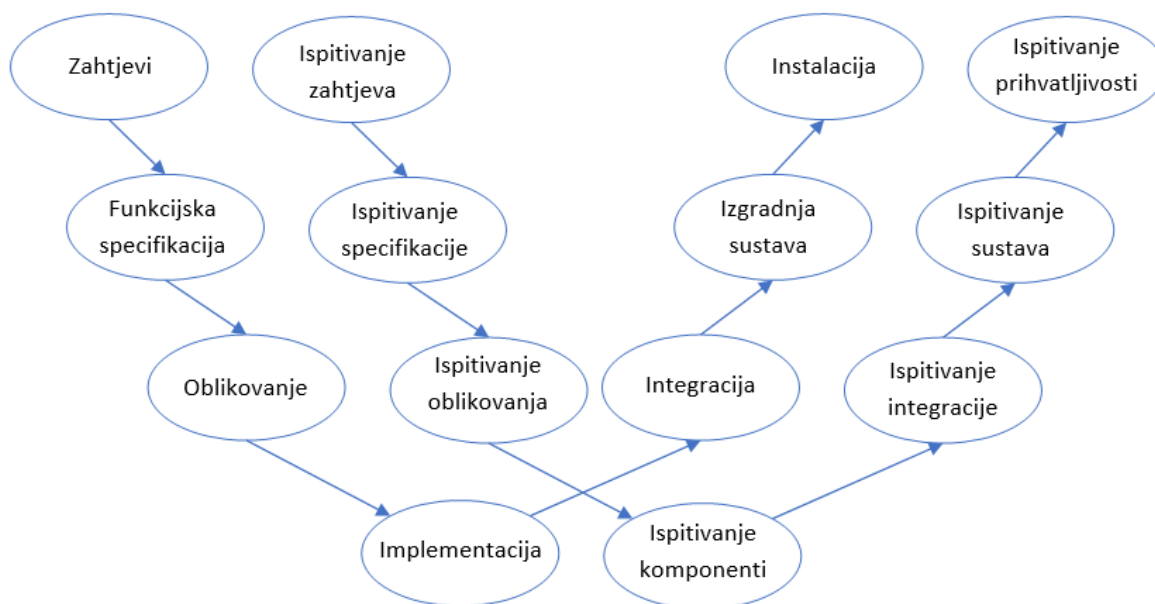 Zahtjevi
Ispitivanje
zahtjeva
Instalacija
Ispitivanje
prihvatljivosti
Funkcijska
specifikacija
Ispitivanje
specifikacije
Izgradnja
sustava
Ispitivanje
sustava
Oblikovanje
Ispitivanje
oblikovanja
Integracija
Ispitivanje
integracije
Implementacija
Ispitivanje
komponenti